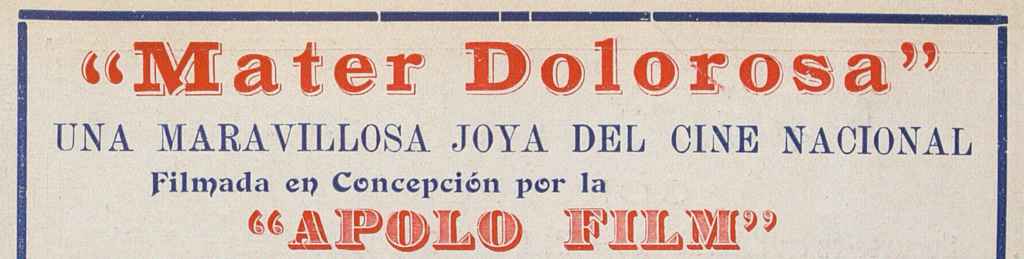 “Mater Dolorosa”
UNA MARAVILLOSA JOYA DEL CINE NACIONAL
Filmada en Concepción por la
“APOLO FILM”